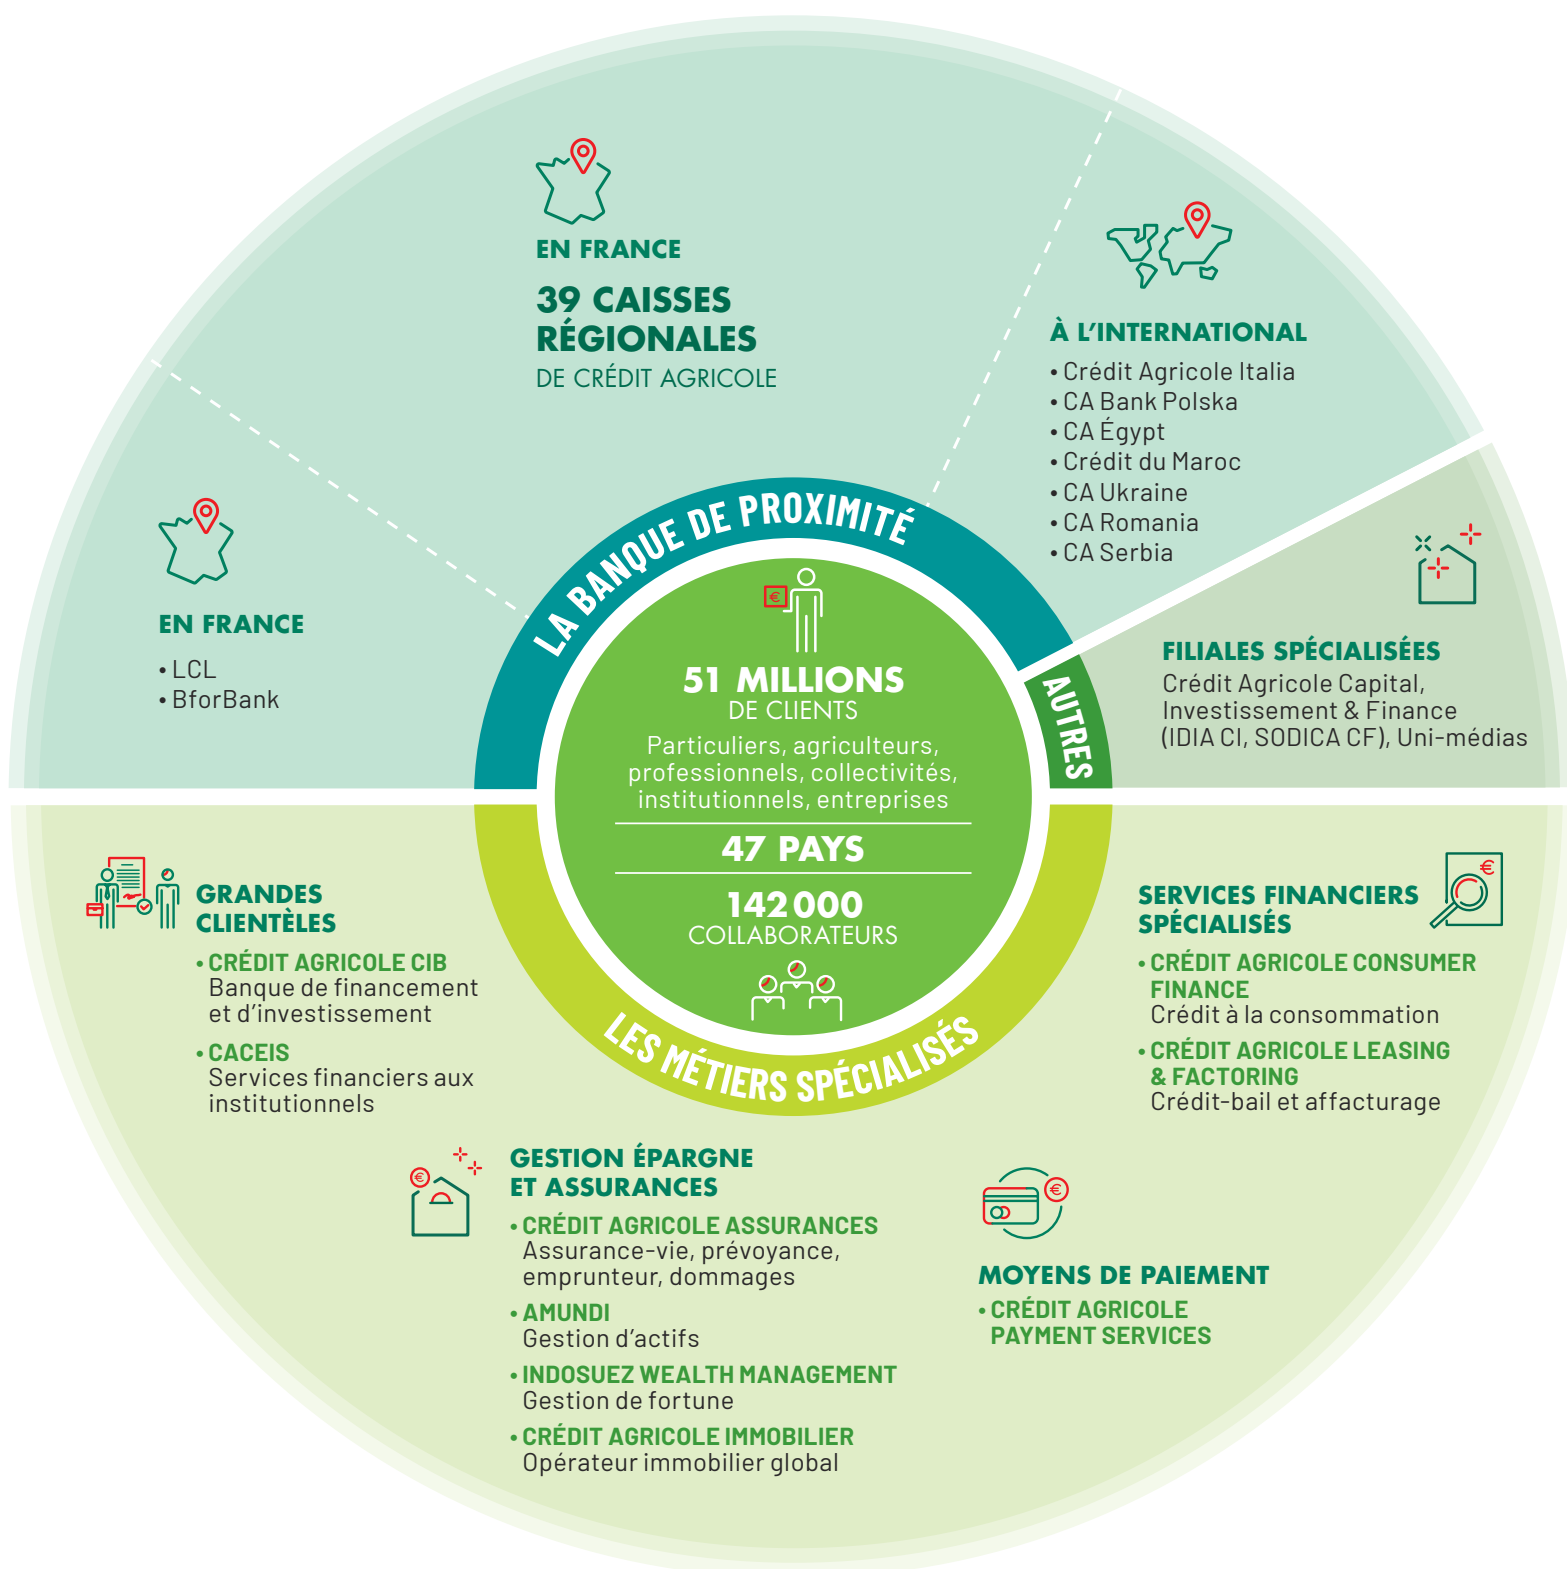 EN FRANCE
39 CAISSES
RÉGIONALES
DE CRÉDIT AGRICOLE
À L'INTERNATIONAL
• Crédit Agricole Italia
• CA Bank Polska
• CA Égypt
• Crédit du Maroc
• CA Ukraine
• CA Romania
• CA Serbia
EN FRANCE
• LCL
• BforBank
LA BANQUE DE PROXIMITÉ
AUTRES
FILIALES SPÉCIALISÉES
Crédit Agricole Capital,
Investissement & Finance
(IDIA CI, SODICA CF), Uni-médias
€
51 MILLIONS
DE CLIENTS
Particuliers, agriculteurs,
professionnels, collectivités,
institutionnels, entreprises
47 PAYS
142 000
COLLABORATEURS
LES MÉTIERS SPÉCIALISÉS
GRANDES
CLIENTÈLES
• CRÉDIT AGRICOLE CIB
Banque de financement
et d'investissement
• CACEIS
Services financiers aux
institutionnels
€
GESTION ÉPARGNE
ET ASSURANCES
• CRÉDIT AGRICOLE ASSURANCES
Assurance-vie, prévoyance,
emprunteur, dommages
• AMUNDI
Gestion d'actifs
• INDOSUEZ WEALTH MANAGEMENT
Gestion de fortune
• CRÉDIT AGRICOLE IMMOBILIER
Opérateur immobilier global
€
MOYENS DE PAIEMENT
• CRÉDIT AGRICOLE
PAYMENT SERVICES
€
SERVICES FINANCIERS
SPÉCIALISÉS
• CRÉDIT AGRICOLE CONSUMER
FINANCE
Crédit à la consommation
• CRÉDIT AGRICOLE LEASING
& FACTORING
Crédit-bail et affacturage